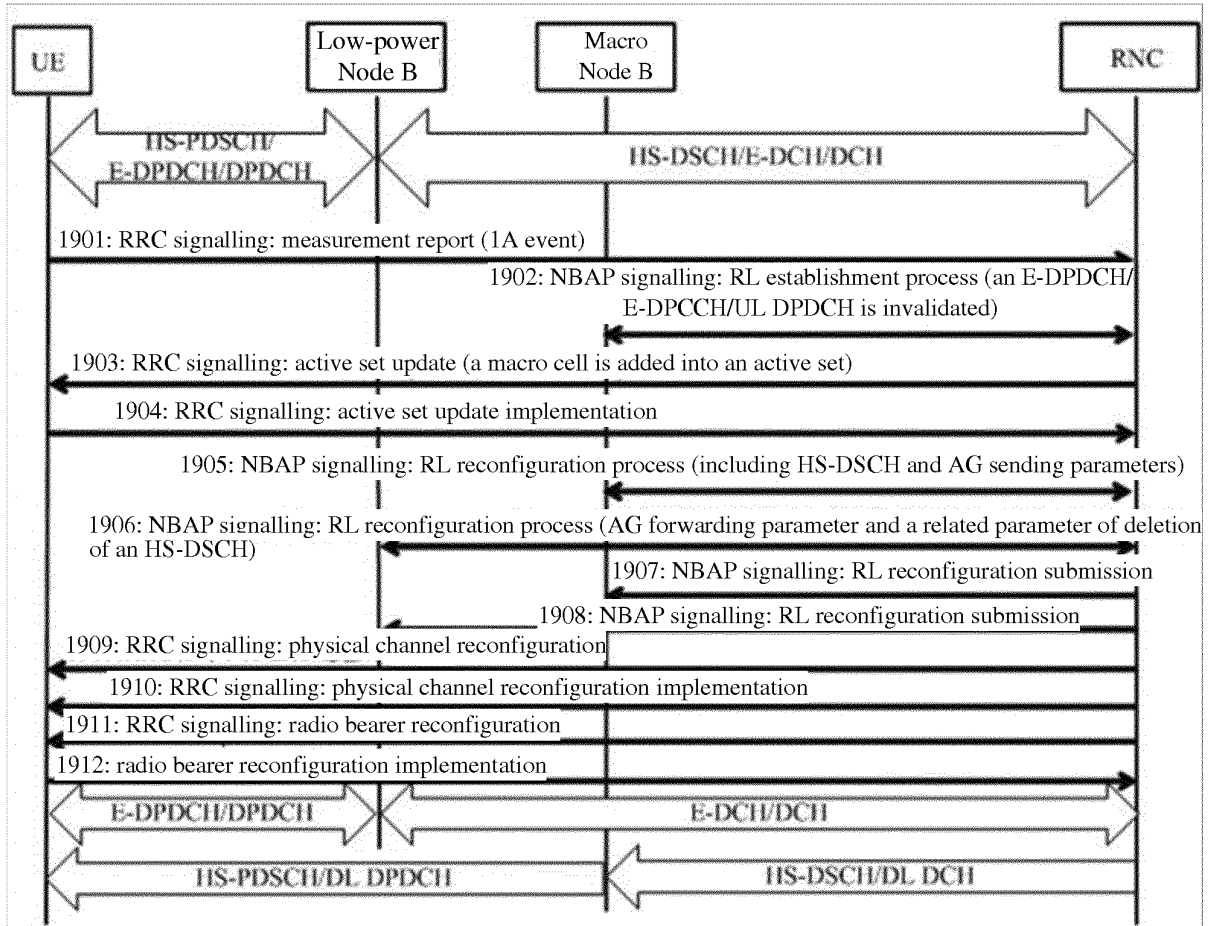 UE
Low-power
Node B
Macro
Node B
RNC
HS-PDSCH/
E-DPDCH/DPDCH
HS-DSCH/E-DCH/DCH
1901: RRC signalling: measurement report (1A event)
1902: NBAP signalling: RL establishment process (an E-DPDCH/
E-DPCCH/UL DPDCH is invalidated)
1903: RRC signalling: active set update (a macro cell is added into an active set)
1904: RRC signalling: active set update implementation
1905: NBAP signalling: RL reconfiguration process (including HS-DSCH and AG sending parameters)
1906: NBAP signalling: RL reconfiguration process (AG forwarding parameter and a related parameter of deletion
of an HS-DSCH)
1907: NBAP signalling: RL reconfiguration submission
1908: NBAP signalling: RL reconfiguration submission
1909: RRC signalling: physical channel reconfiguration
1910: RRC signalling: physical channel reconfiguration implementation
1911: RRC signalling: radio bearer reconfiguration
1912: radio bearer reconfiguration implementation
E-DPDCH/DPDCH
E-DCH/DCH
HS-PDSCH/DL DPDCH
HS-DSCH/DL DCH